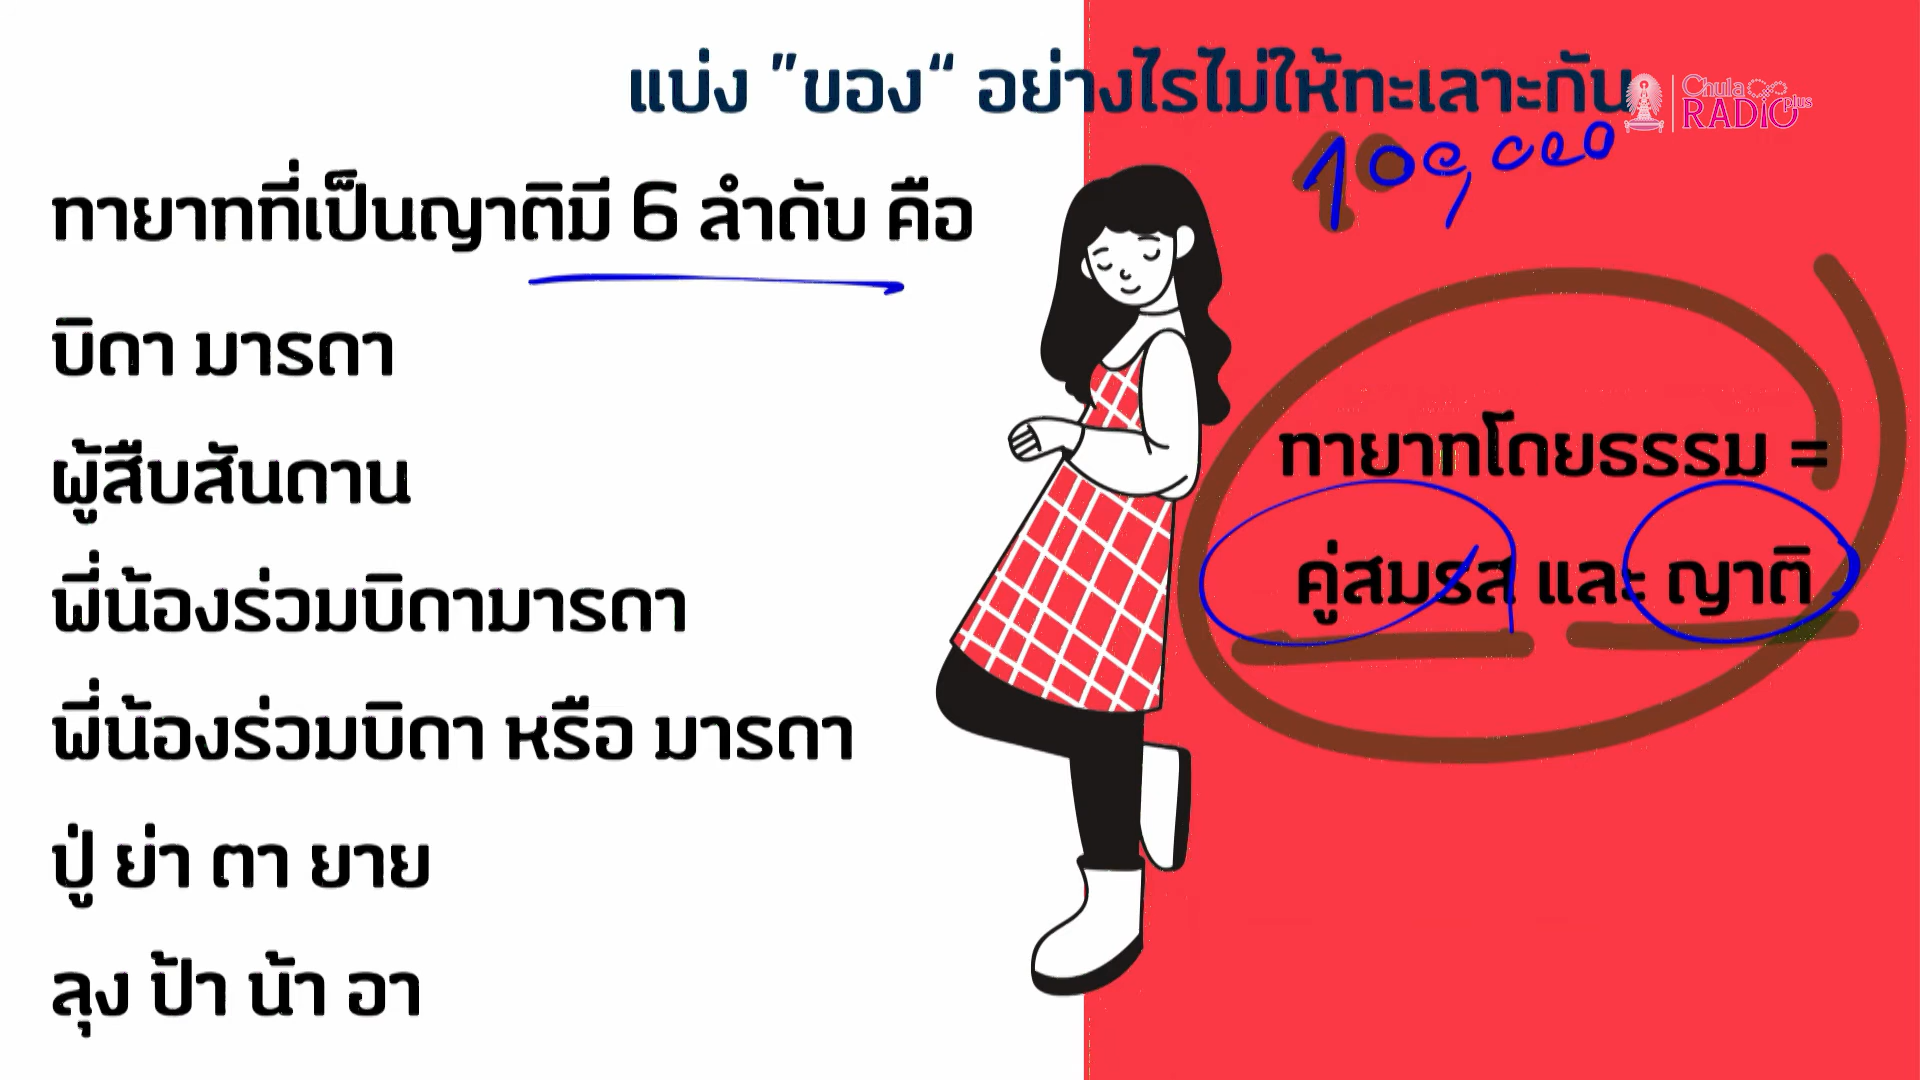 แบ่ง ”ของ“ อย่างไรไม่ให้ทะเลาะกัน
Chula
RADIO plus
ทายาทที่เป็นญาติมี 6 ลำดับ คือ
บิดา มารดา
ผู้สืบสันดาน
พี่น้องร่วมบิดามารดา
พี่น้องร่วมบิดา หรือ มารดา
ปู่ ย่า ตา ยาย
ลุง ป้า น้า อา
ทายาทโดยธรรม =
คู่สมรส และ ญาติ